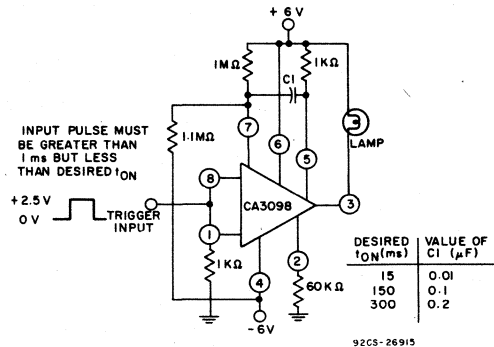 + 6V
1MΩ
C1
1KΩ
7
6
5
LAMP
1·1MΩ
INPUT PULSE MUST
BE GREATER THAN
1 ms BUT LESS
THAN DESIRED tON
+2.5V
0V
TRIGGER
INPUT
8
1
CA3098
3
1KΩ
4
2
60KΩ
-6V
DESIRED tON(ms) VALUE OF C1 (μF)
15 0.01
150 0.1
300 0.2
92CS-26915